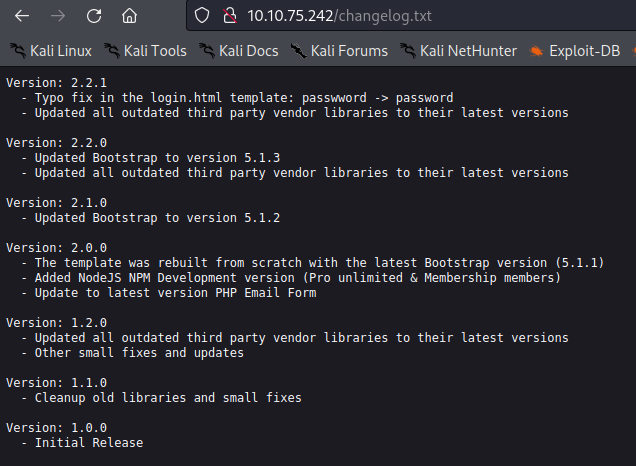 10.10.75.242/changelog.txt
Kali Linux Kali Tools Kali Docs Kali Forums Kali NetHunter Exploit-DB
Version: 2.2.1
- Typo fix in the login.html template: passwword -> password
- Updated all outdated third party vendor libraries to their latest versions
Version: 2.2.0
- Updated Bootstrap to version 5.1.3
- Updated all outdated third party vendor libraries to their latest versions
Version: 2.1.0
- Updated Bootstrap to version 5.1.2
Version: 2.0.0
- The template was rebuilt from scratch with the latest Bootstrap version (5.1.1)
- Added NodeJS NPM Development version (Pro unlimited & Membership members)
- Update to latest version PHP Email Form
Version: 1.2.0
- Updated all outdated third party vendor libraries to their latest versions
- Other small fixes and updates
Version: 1.1.0
- Cleanup old libraries and small fixes
Version: 1.0.0
- Initial Release